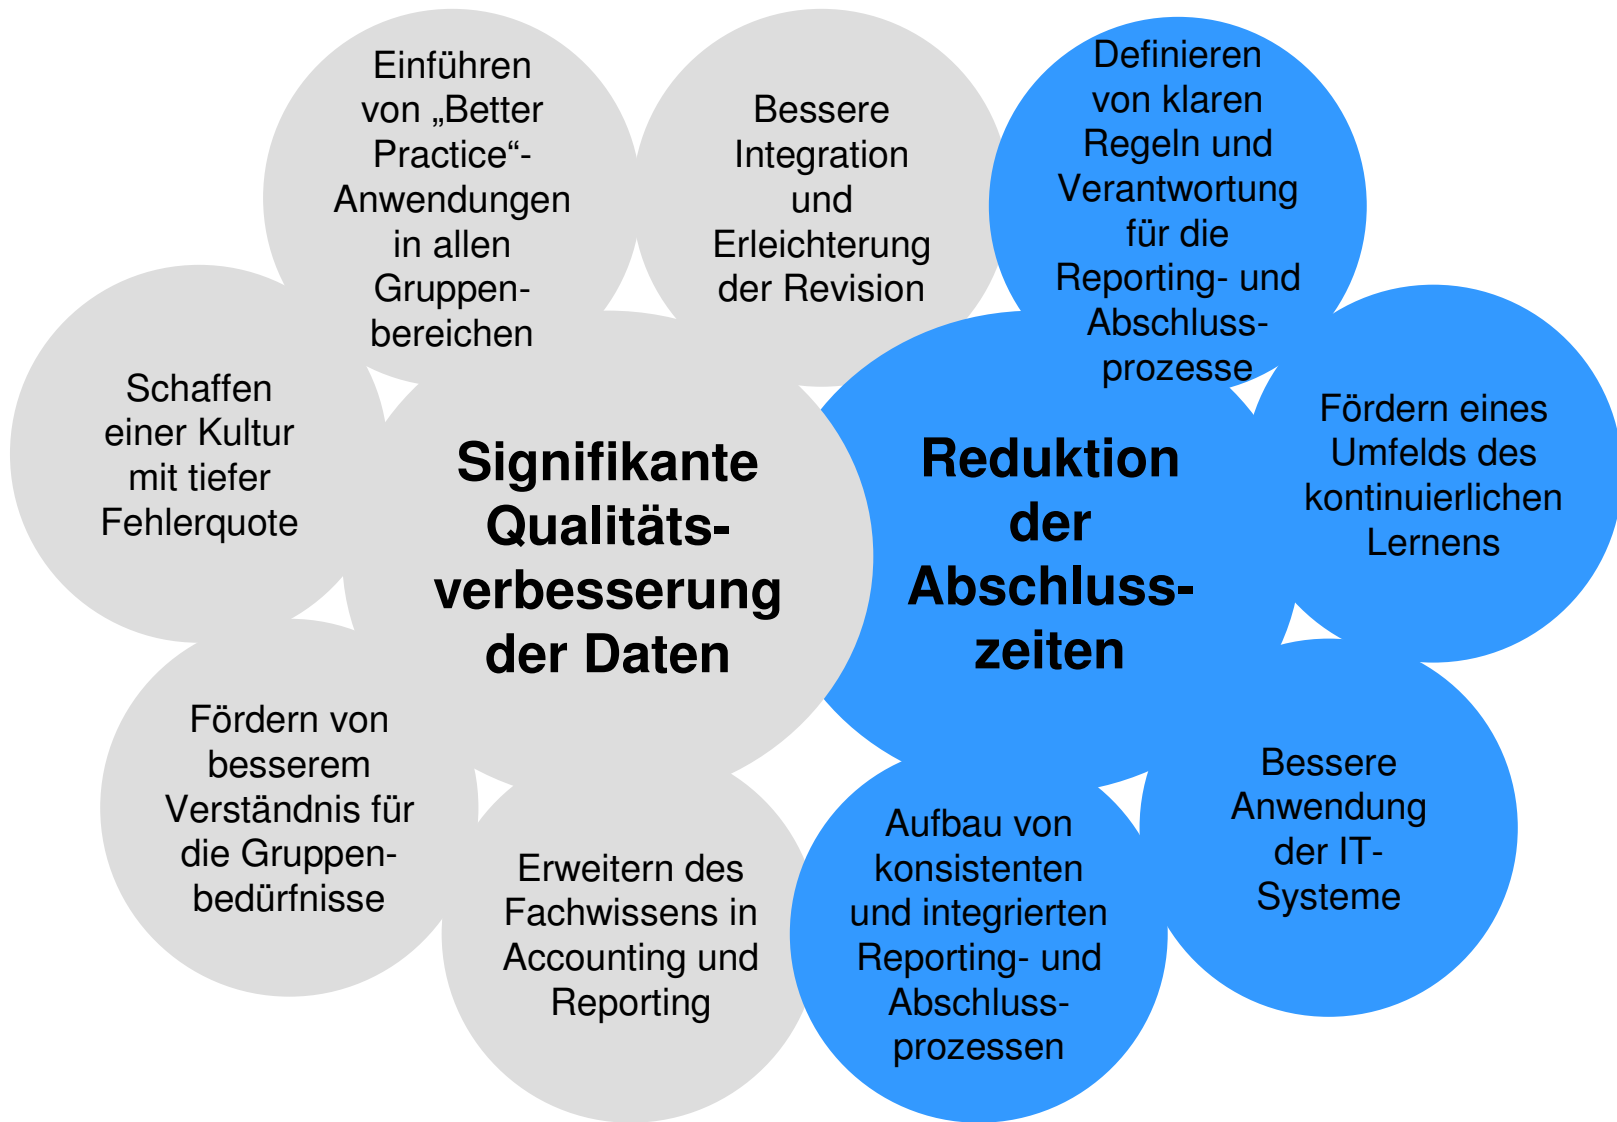 Einführen
von „Better
Practice“-
Anwendungen
in allen
Gruppen-
bereichen
Bessere
Integration
und
Erleichterung
der Revision
Definieren
von klaren
Regeln und
Verantwortung
für die
Reporting- und
Abschluss-
prozesse
Schaffen
einer Kultur
mit tiefer
Fehlerquote
Signifikante
Qualitäts-
verbesserung
der Daten
Reduktion
der
Abschluss-
zeiten
Fördern eines
Umfelds des
kontinuierlichen
Lernens
Fördern von
besserem
Verständnis für
die Gruppen-
bedürfnisse
Erweitern des
Fachwissens in
Accounting und
Reporting
Aufbau von
konsistenten
und integrierten
Reporting- und
Abschluss-
prozessen
Bessere
Anwendung
der IT-
Systeme